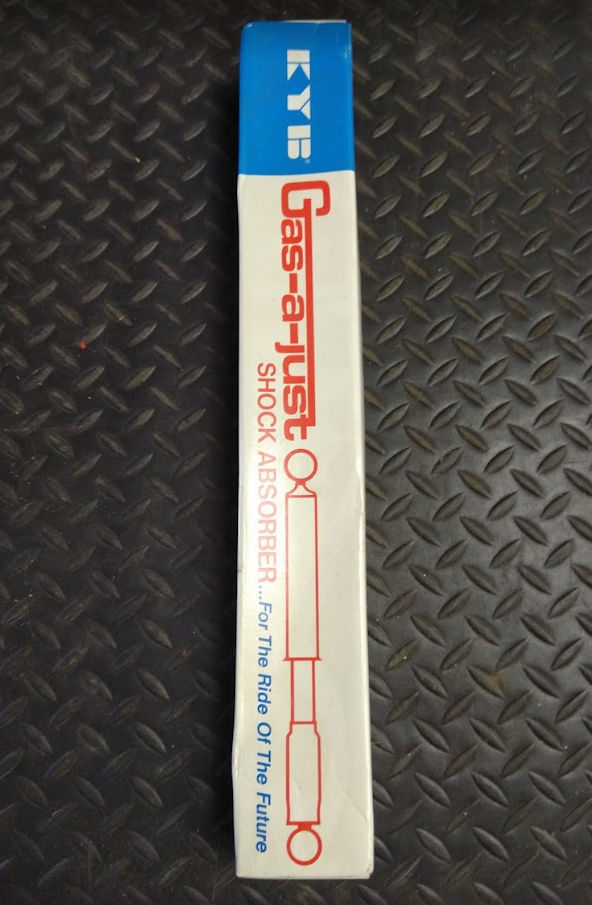 KYB®
Gas-a-just
SHOCK ABSORBER...For The Ride Of The Future